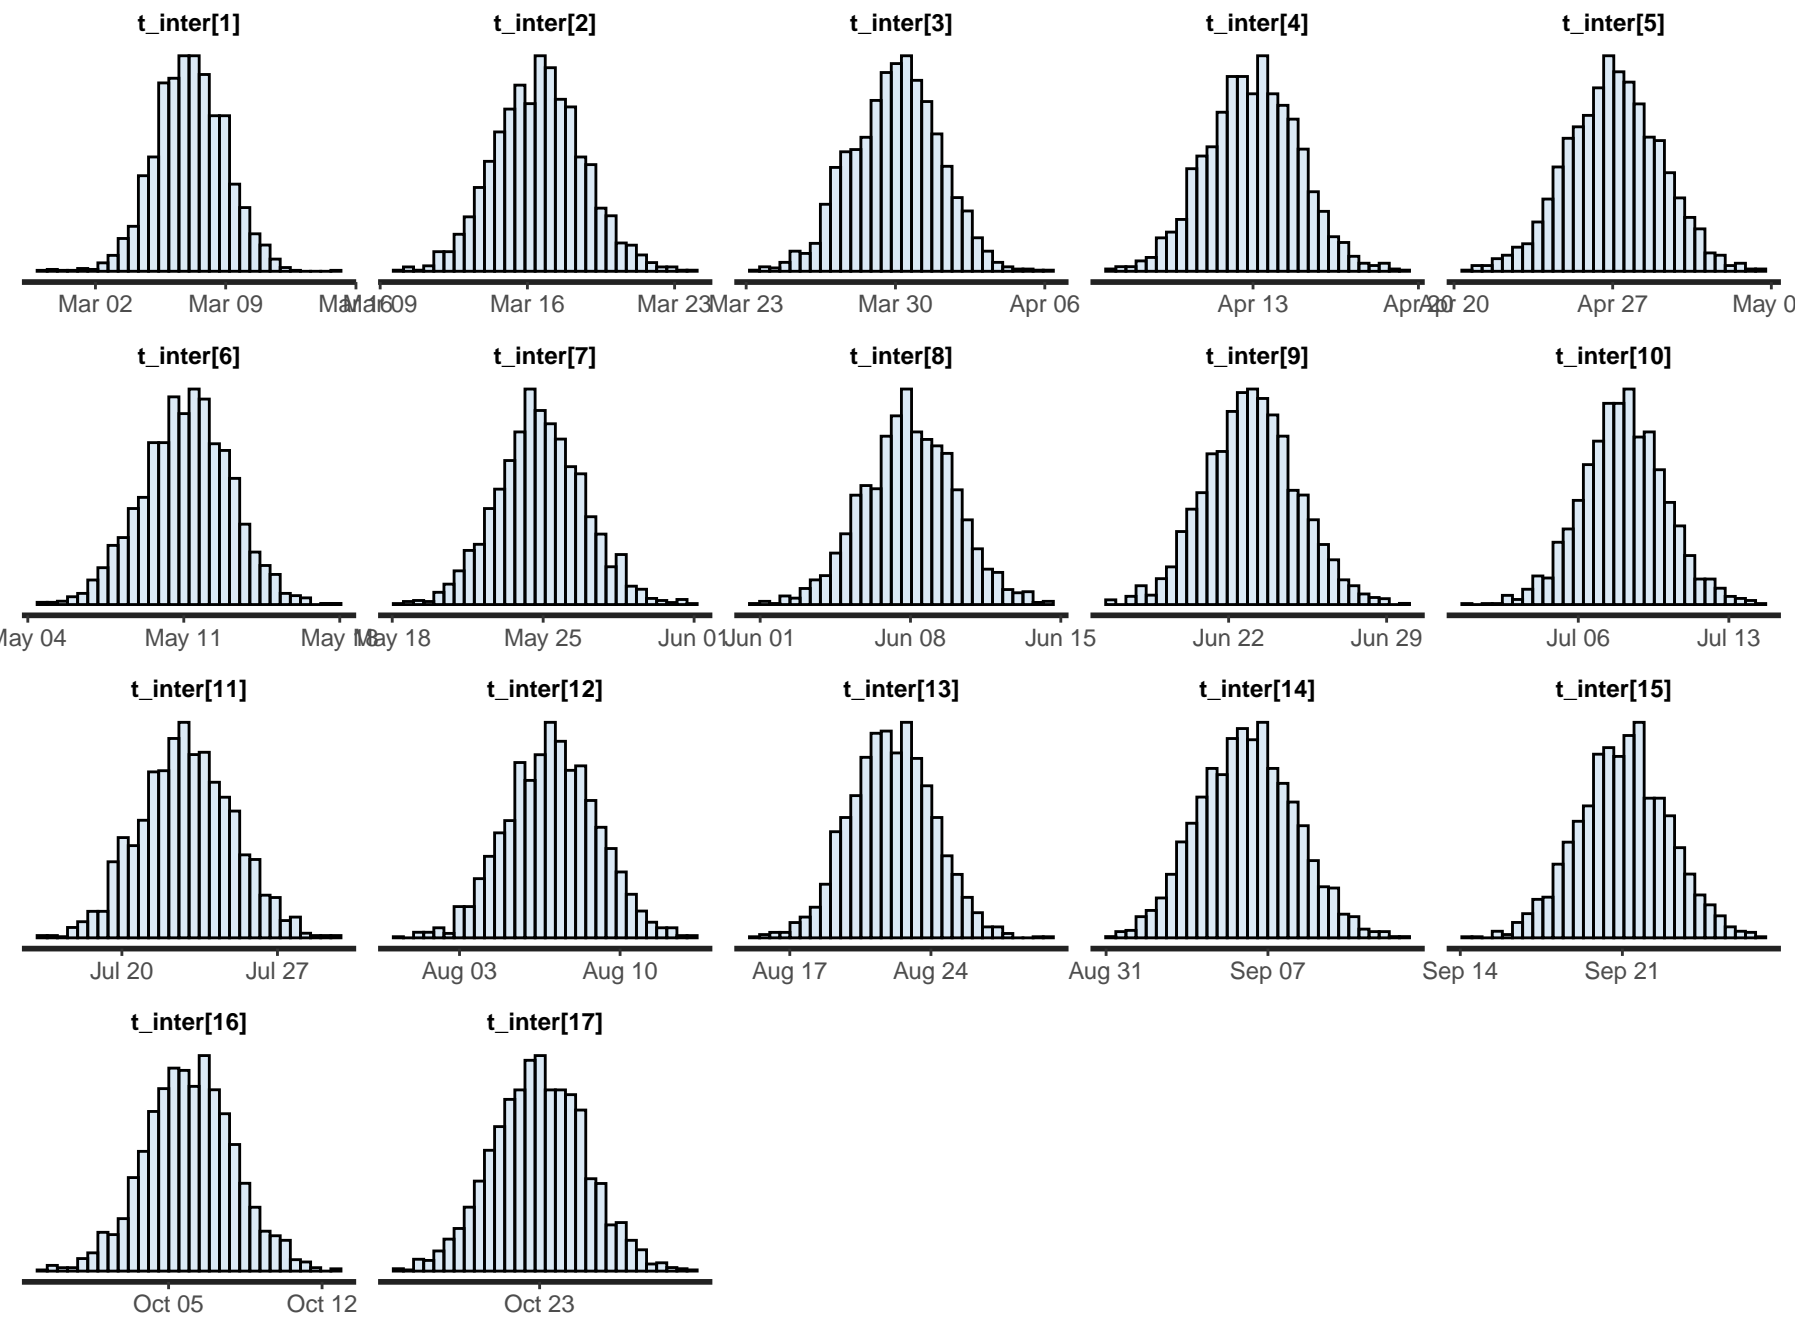 t_inter[1] t_inter[2] t_inter[3] t_inter[4] t_inter[5]
Mar 02 Mar 09 Mar 16 Mar 09 Mar 16 Mar 23 Mar 23 Mar 30 Apr 06 Apr 13 Apr 20 Apr 20 Apr 27 May 0
t_inter[6] t_inter[7] t_inter[8] t_inter[9] t_inter[10]
May 04 May 11 May 18 May 18 May 25 Jun 01 Jun 01 Jun 08 Jun 15 Jun 22 Jun 29 Jul 06 Jul 13
t_inter[11] t_inter[12] t_inter[13] t_inter[14] t_inter[15]
Jul 20 Jul 27 Aug 03 Aug 10 Aug 17 Aug 24 Aug 31 Sep 07 Sep 14 Sep 21
t_inter[16] t_inter[17]
Oct 05 Oct 12 Oct 23